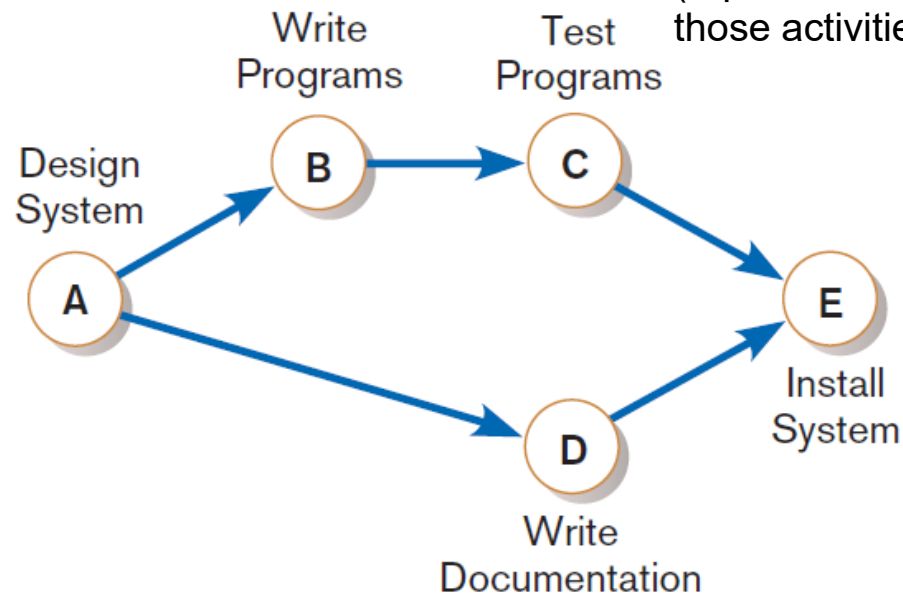 those activitie
Write
Programs
Test
Programs
Design
System
B
C
A
E
Install
System
D
Write
Documentation